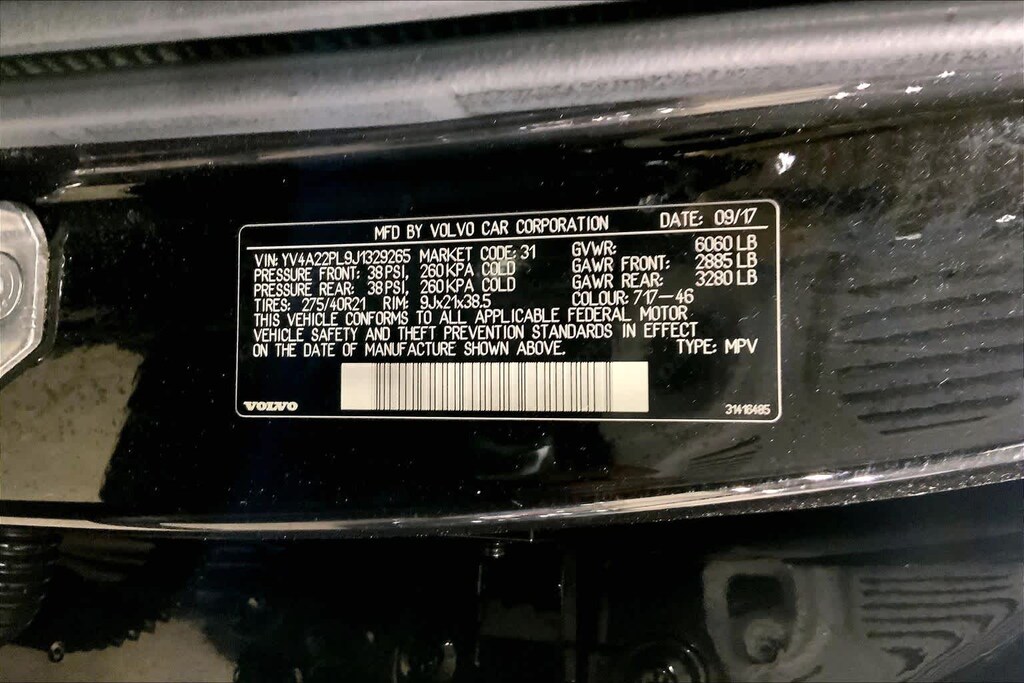 MFD BY VOLVO CAR CORPORATION DATE: 09/17
VIN: YV4A22PL9J1329265 MARKET CODE: 31 GVWR: 6060 LB
PRESSURE FRONT: 38 PSI, 260 KPA COLD GAWR FRONT: 2885 LB
PRESSURE REAR: 38 PSI, 260 KPA COLD GAWR REAR: 3280 LB
TIRES: 275/40R21 RIM: 9Jx21x38.5 COLOUR: 717-46
THIS VEHICLE CONFORMS TO ALL APPLICABLE FEDERAL MOTOR
VEHICLE SAFETY AND THEFT PREVENTION STANDARDS IN EFFECT
ON THE DATE OF MANUFACTURE SHOWN ABOVE. TYPE: MPV
VOLVO 31416485